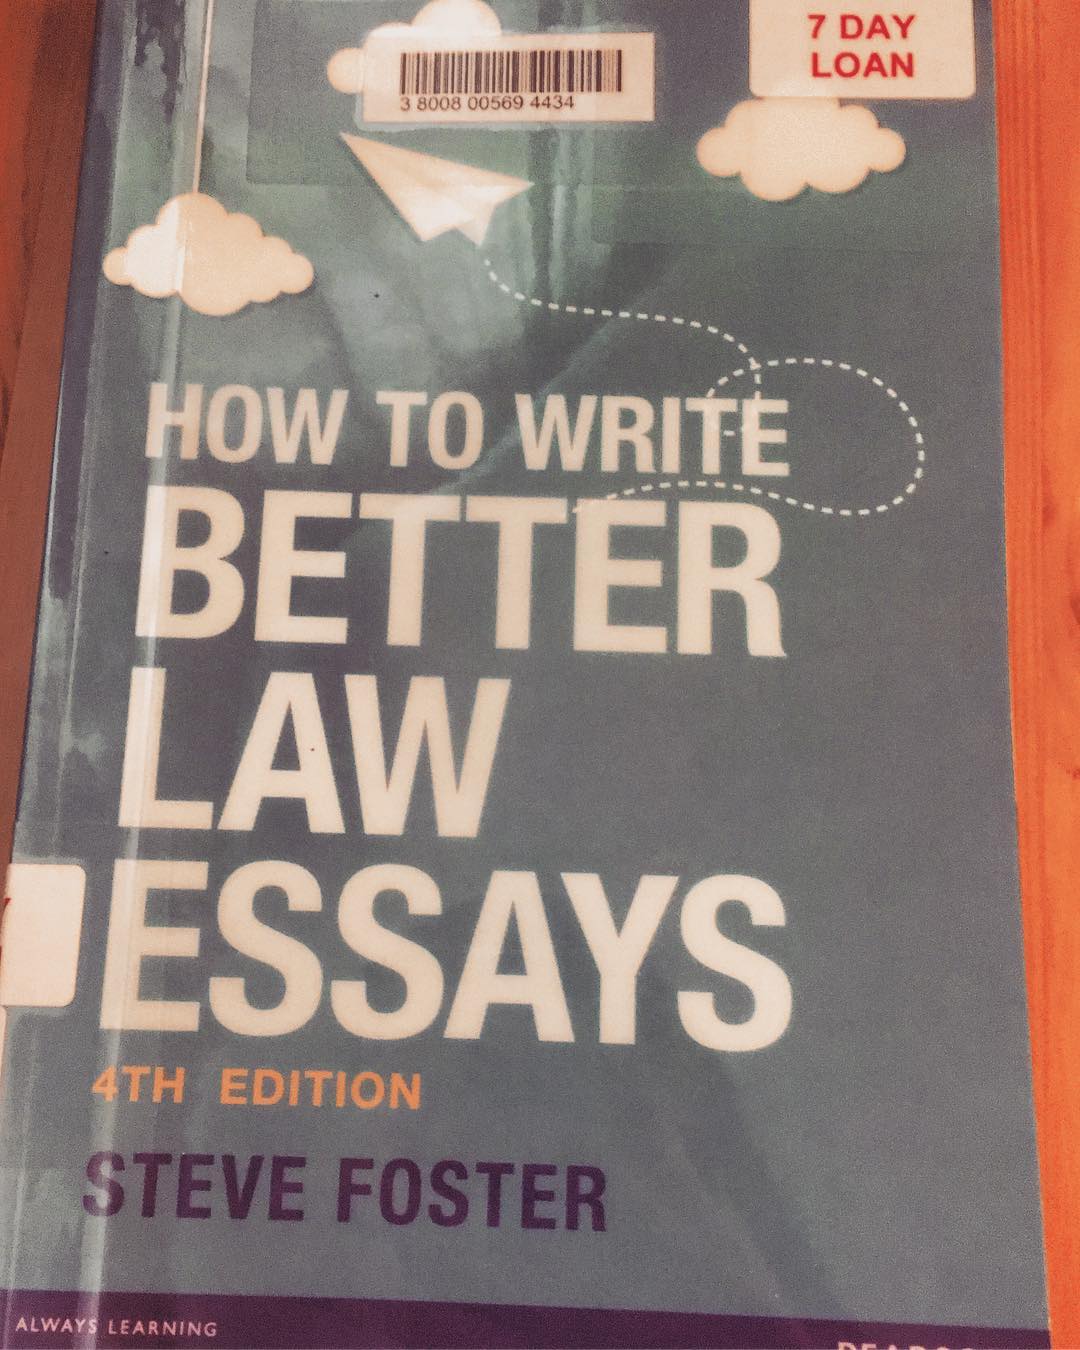 7 DAY
LOAN
3 8008 00569 4434
HOW TO WRITE
BETTER
LAW
ESSAYS
4TH EDITION
STEVE FOSTER
ALWAYS LEARNING